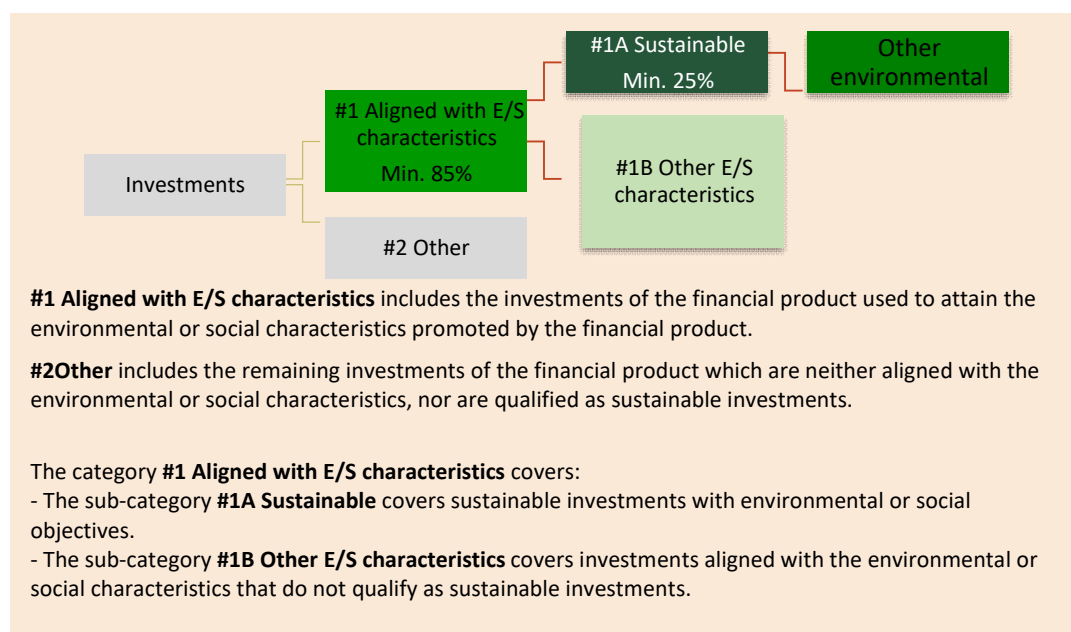 #1A Sustainable
Min. 25%
Other
environmental
#1 Aligned with E/S
characteristics
Min. 85%
Investments
#1B Other E/S
characteristics
#2 Other
#1 Aligned with E/S characteristics includes the investments of the financial product used to attain the
environmental or social characteristics promoted by the financial product.
#2Other includes the remaining investments of the financial product which are neither aligned with the
environmental or social characteristics, nor are qualified as sustainable investments.
The category #1 Aligned with E/S characteristics covers:
- The sub-category #1A Sustainable covers sustainable investments with environmental or social
objectives.
- The sub-category #1B Other E/S characteristics covers investments aligned with the environmental or
social characteristics that do not qualify as sustainable investments.